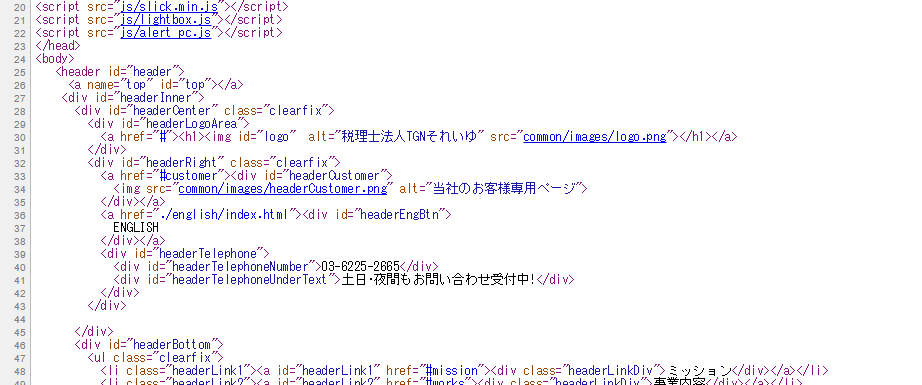 20 <script src="js/slick.min.js"></script>
21 <script src="js/lightbox.js"></script>
22 <script src="js/alert_pc.js"></script>
23 </head>
24 <body>
25 <header id="header">
26 <a name="top" id="top"></a>
27 <div id="headerInner">
28 <div id="headerCenter" class="clearfix">
29 <div id="headerLogoArea">
30 <a href="#"><h1><img id="logo" alt="税理士法人TGNそれいゆ" src="common/images/logo.png"></h1></a>
31 </div>
32 <div id="headerRight" class="clearfix">
33 <a href="#customer"><div id="headerCustomer">
34 <img src="common/images/headerCustomer.png" alt="当社のお客様専用ページ">
35 </div></a>
36 <a href="./english/index.html"><div id="headerEngBtn">
37 ENGLISH
38 </div></a>
39 <div id="headerTelephone">
40 <div id="headerTelephoneNumber">03-6225-2665</div>
41 <div id="headerTelephoneUnderText">土日・夜間もお問い合わせ受付中!</div>
42 </div>
43 </div>
44
45 </div>
46 <div id="headerBottom">
47 <ul class="clearfix">
48 <li class="headerLink1"><a id="headerLink1" href="#mission"><div class="headerLinkDiv">ミッション</div></a></li>
49 <li class="headerLink2"><a id="headerLink2" href="#works"><div class="headerLinkDiv">事業内容</div></a></li>